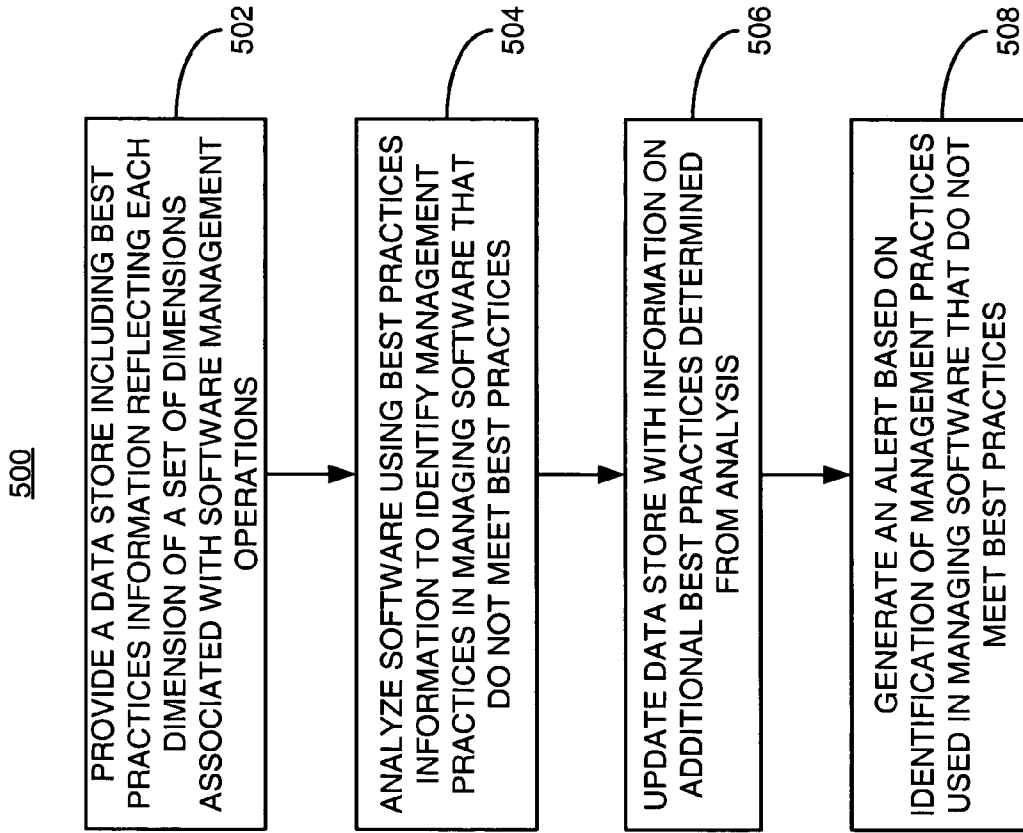 500
PROVIDE A DATA STORE INCLUDING BEST
PRACTICES INFORMATION REFLECTING EACH
DIMENSION OF A SET OF DIMENSIONS
ASSOCIATED WITH SOFTWARE MANAGEMENT
OPERATIONS
502
ANALYZE SOFTWARE USING BEST PRACTICES
INFORMATION TO IDENTIFY MANAGEMENT
PRACTICES IN MANAGING SOFTWARE THAT
DO NOT MEET BEST PRACTICES
504
UPDATE DATA STORE WITH INFORMATION ON
ADDITIONAL BEST PRACTICES DETERMINED
FROM ANALYSIS
506
GENERATE AN ALERT BASED ON
IDENTIFICATION OF MANAGEMENT PRACTICES
USED IN MANAGING SOFTWARE THAT DO NOT
MEET BEST PRACTICES
508